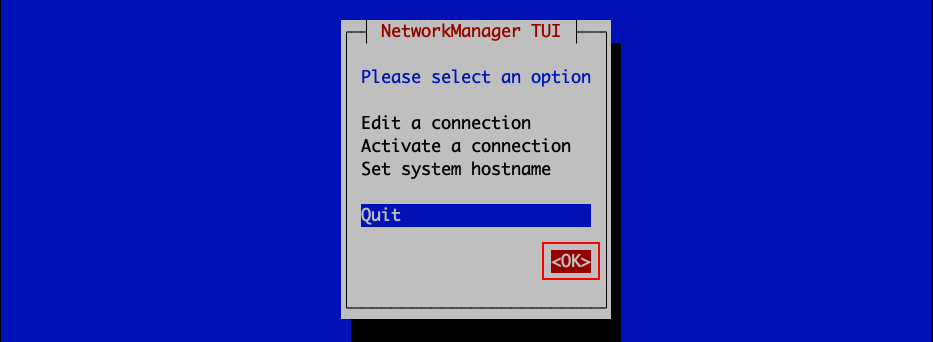 NetworkManager TUI
Please select an option
Edit a connection
Activate a connection
Set system hostname
Quit
<OK>